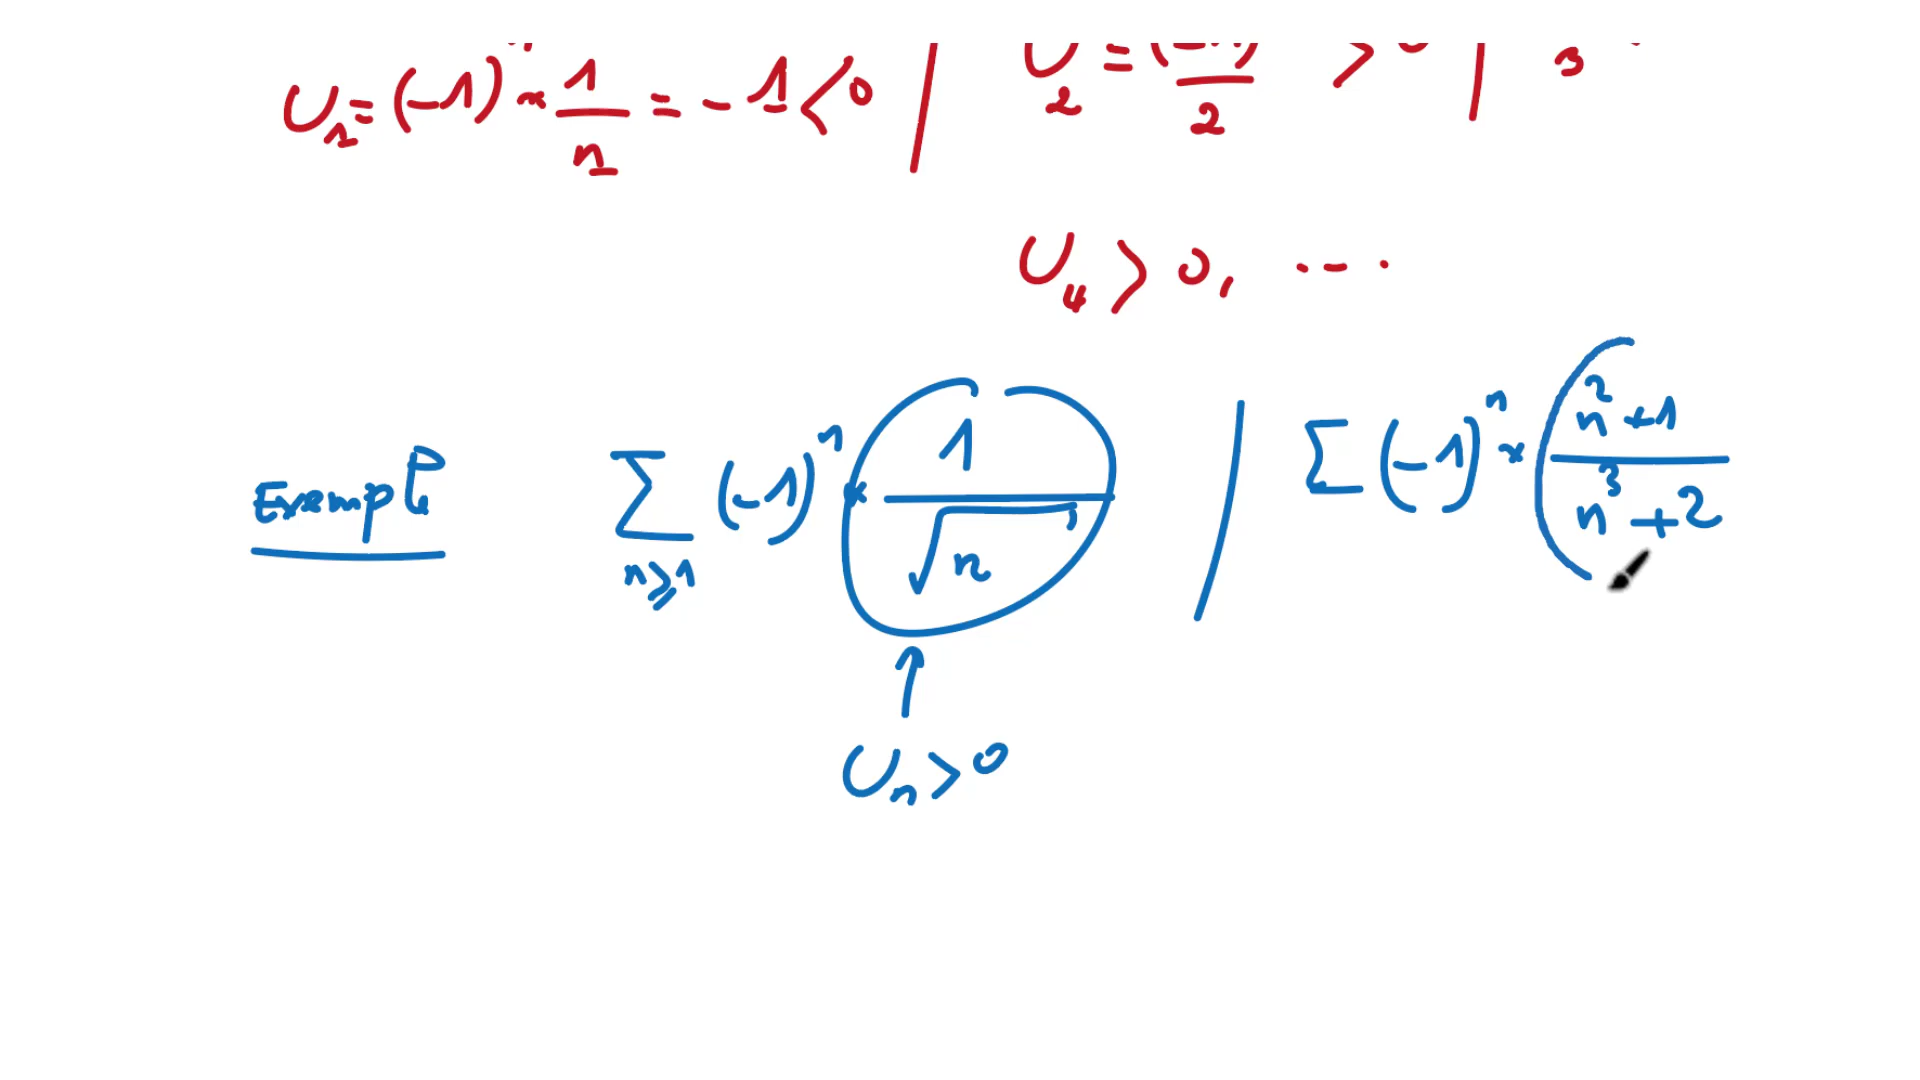 U₁ = (-1)¹ × 1/1 = -1 < 0 | U₂ = (-1)²/2 > 0 | 3
U₄ > 0, ....
Exemple ∑ n⩾1 (-1)ⁿ × 1/√n | ∑ (-1)ⁿ × (n²+1)/(n³+2)
Uₙ > 0